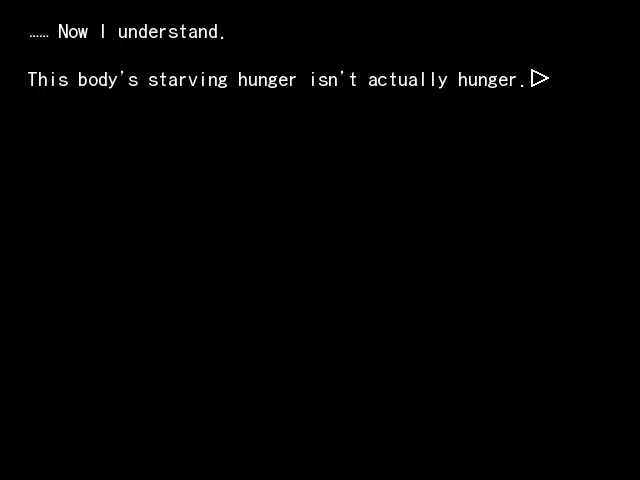 …… Now I understand.
This body's starving hunger isn't actually hunger.